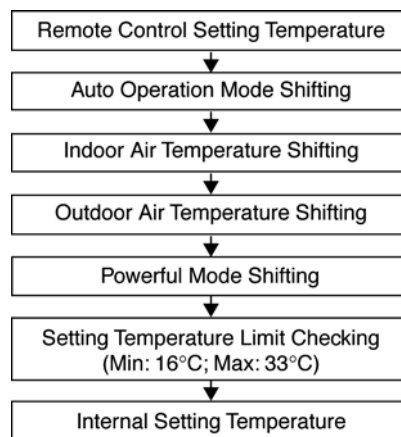 Remote Control Setting Temperature
Auto Operation Mode Shifting
Indoor Air Temperature Shifting
Outdoor Air Temperature Shifting
Powerful Mode Shifting
Setting Temperature Limit Checking
(Min: 16°C; Max: 33°C)
Internal Setting Temperature